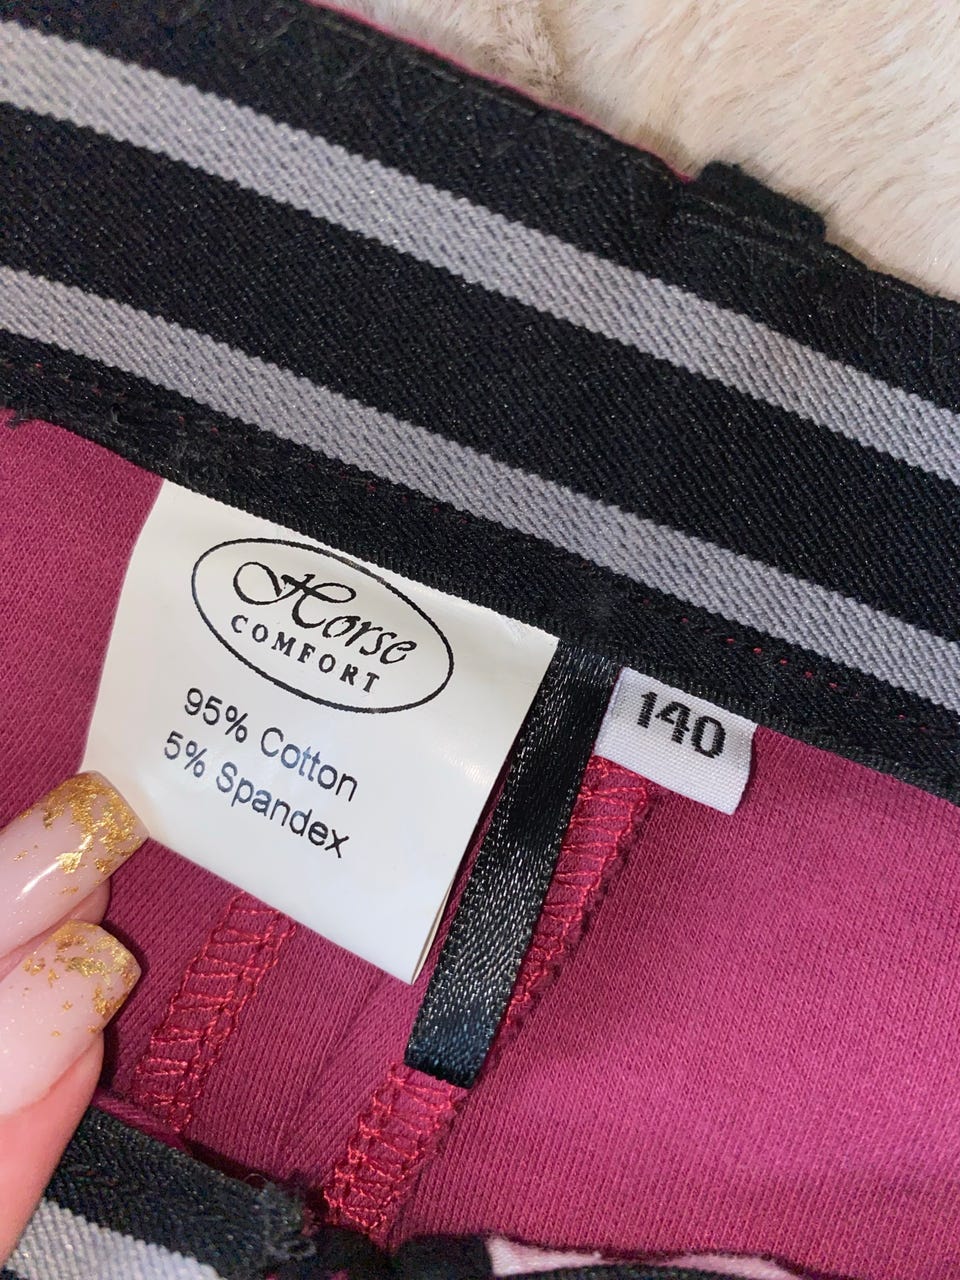 Horse
COMFORT
95% Cotton
5% Spandex
140